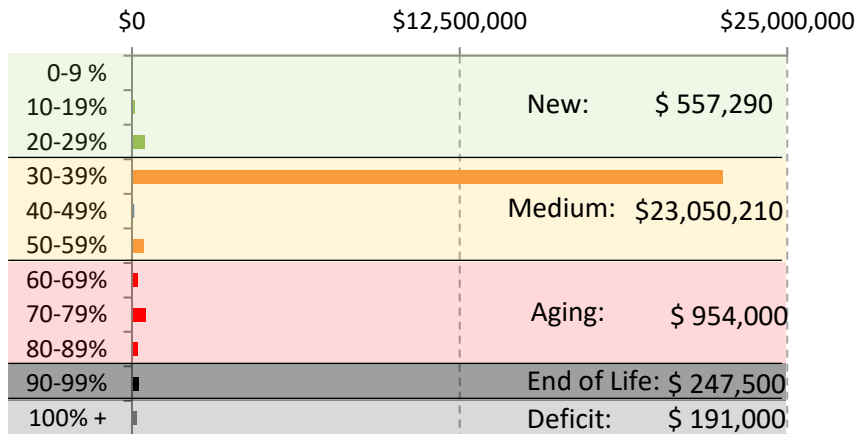 $0 $12,500,000 $25,000,000
0-9 %
10-19% New: $ 557,290
20-29%
30-39%
40-49% Medium: $23,050,210
50-59%
60-69%
70-79% Aging: $ 954,000
80-89%
90-99% End of Life: $ 247,500
100% + Deficit: $ 191,000